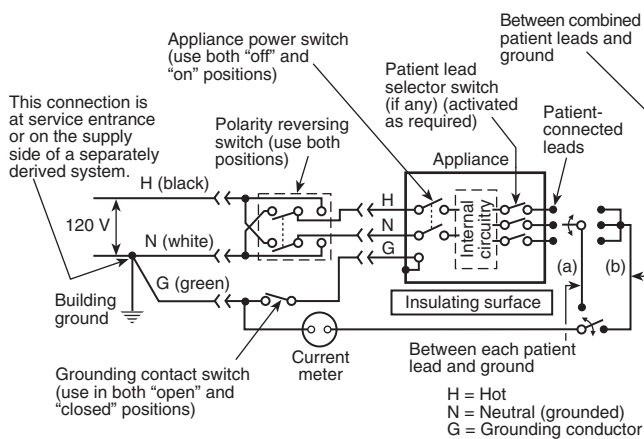 Appliance power switch
(use both “off” and
“on” positions)
Between combined
patient leads and
ground
Patient lead
selector switch
(if any) (activated
as required)
This connection is
at service entrance
or on the supply
side of a separately
derived system.
Polarity reversing
switch (use both
positions)
Patient-
connected
leads
Appliance
H (black)
H
120 V
N (white)
N
Internal
circuitry
G
G (green)
(a)
(b)
Building
ground
Insulating surface
Current
meter
Between each patient
lead and ground
Grounding contact switch
(use in both “open” and
“closed” positions)
H = Hot
N = Neutral (grounded)
G = Grounding conductor